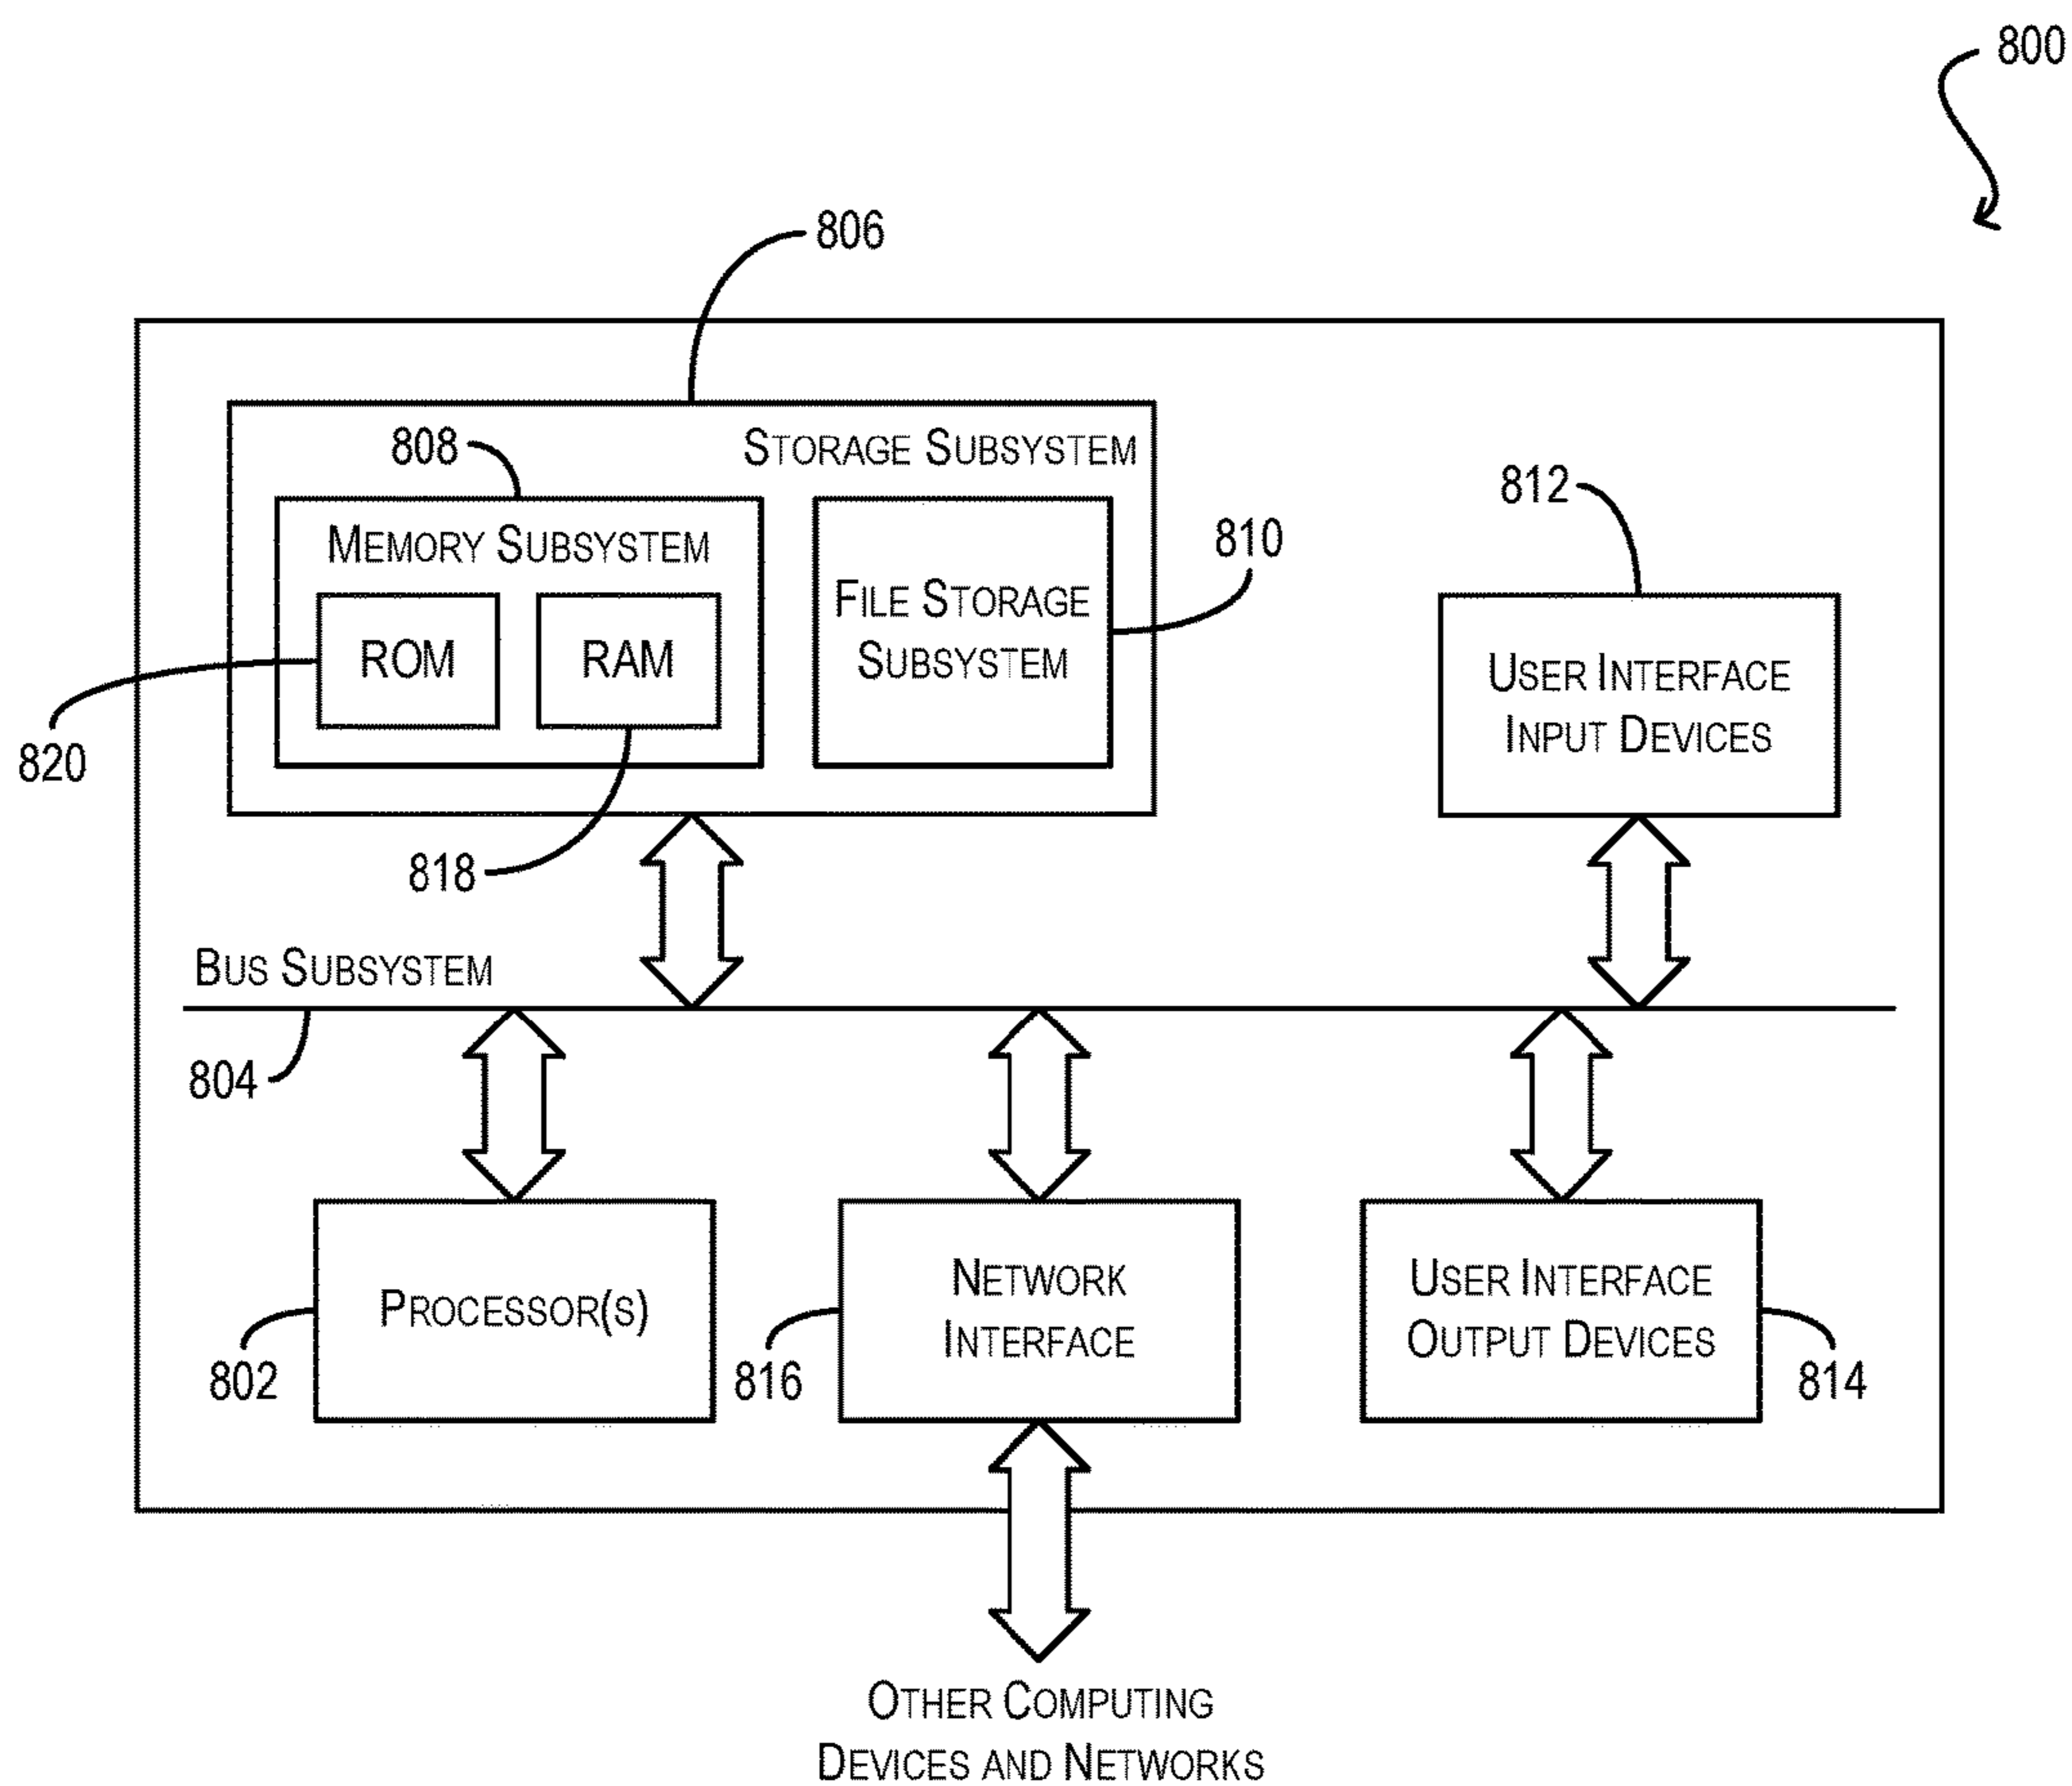 800
806
808
STORAGE SUBSYSTEM
MEMORY SUBSYSTEM
ROM
RAM
FILE STORAGE
SUBSYSTEM
810
812
USER INTERFACE
INPUT DEVICES
820
818
BUS SUBSYSTEM
804
PROCESSOR(S)
802
NETWORK
INTERFACE
816
USER INTERFACE
OUTPUT DEVICES
814
OTHER COMPUTING
DEVICES AND NETWORKS